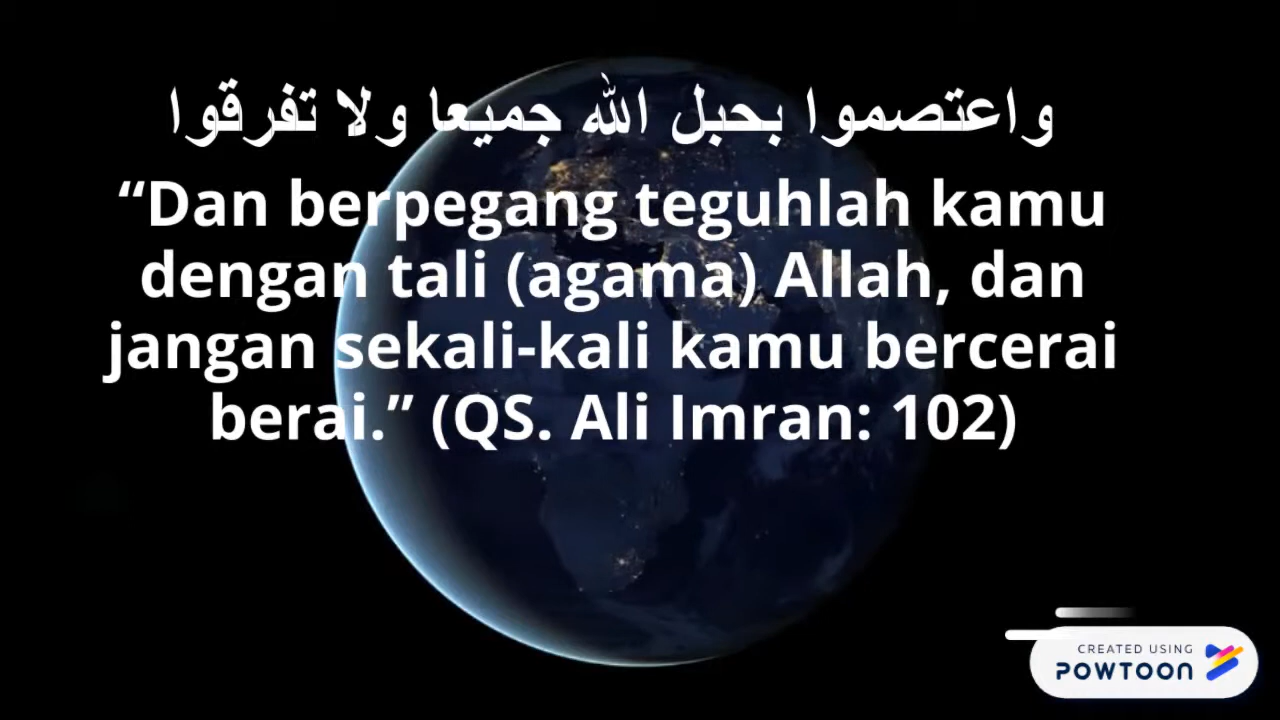 واعتصموا بحبل الله جميعا ولا تفرقوا
“Dan berpegang teguhlah kamu
dengan tali (agama) Allah, dan
jangan sekali-kali kamu bercerai
berai.” (QS. Ali Imran: 102)
CREATED USING
POWTOON